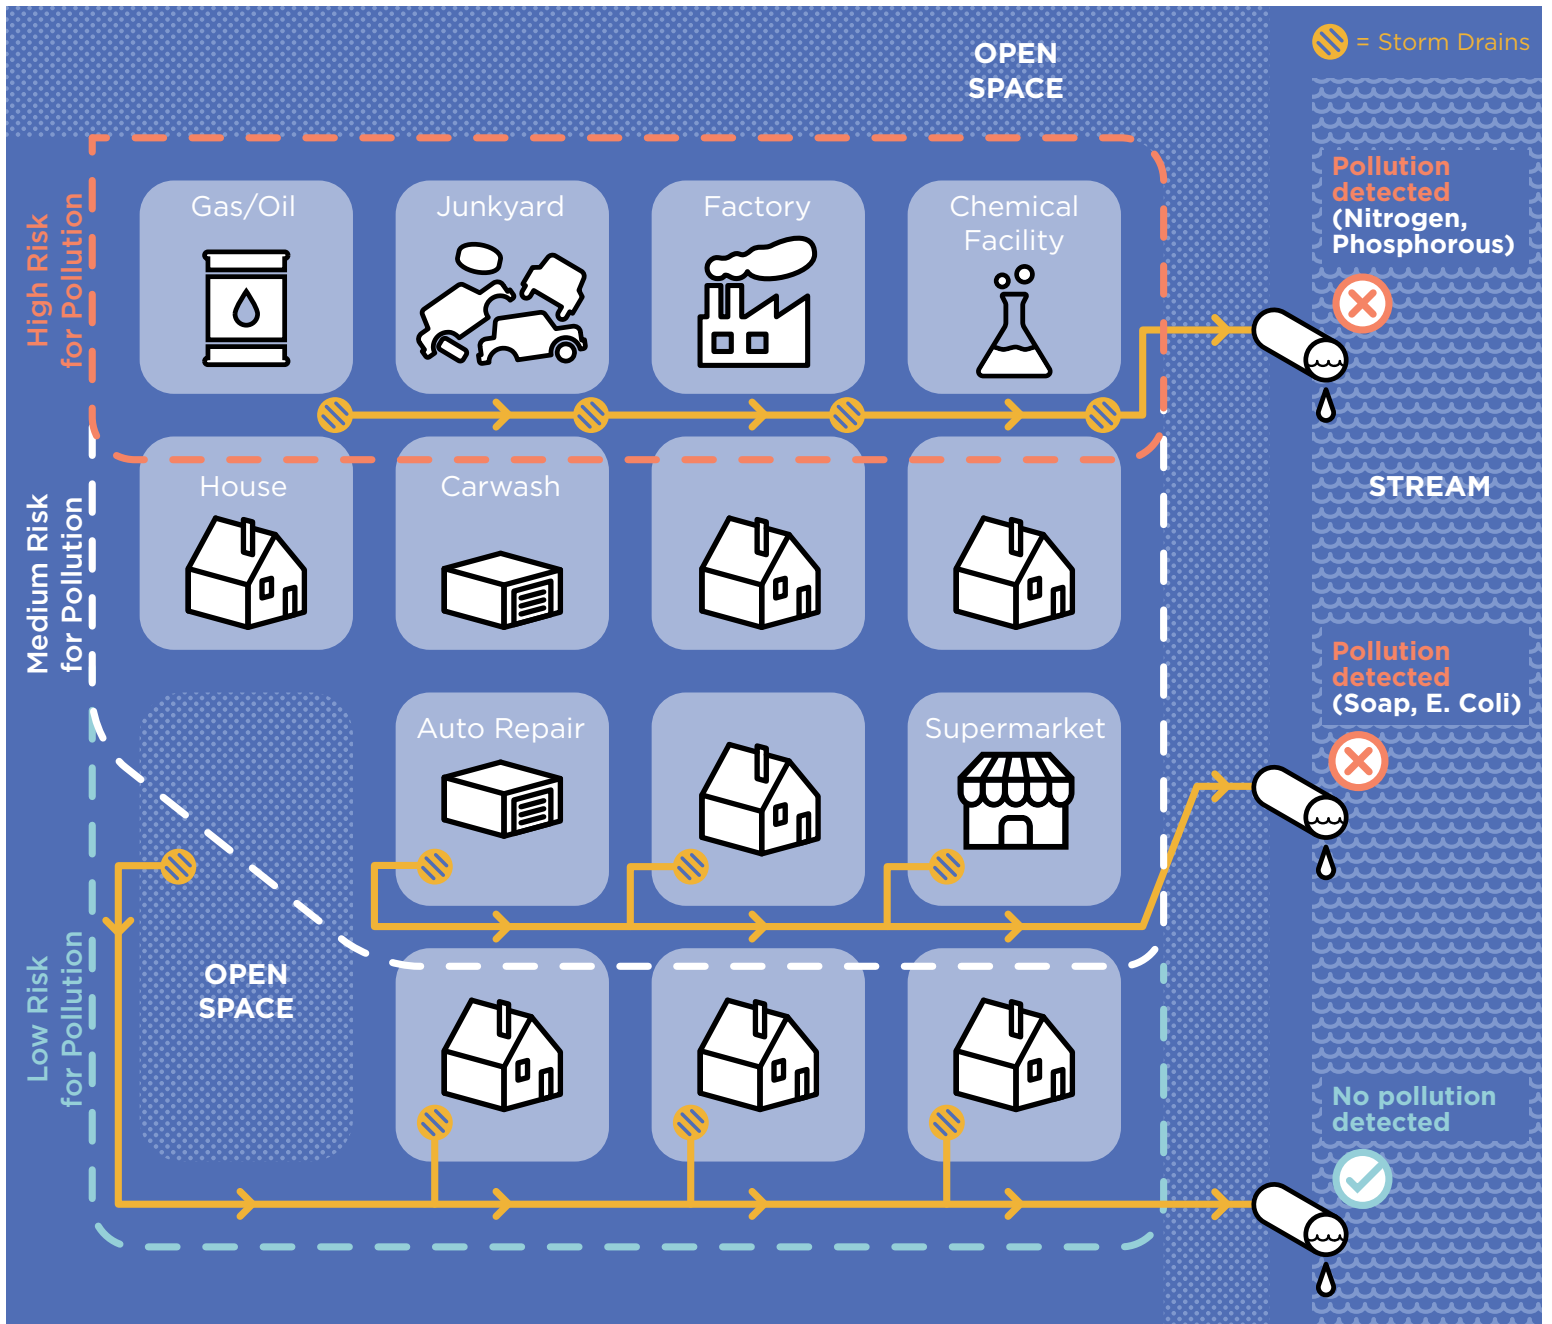 OPEN
SPACE
= Storm Drains
High Risk
for Pollution
Gas/Oil
Junkyard
Factory
Chemical
Facility
Pollution
detected
(Nitrogen,
Phosphorous)
Medium Risk
for Pollution
House
Carwash
STREAM
Auto Repair
Supermarket
Pollution
detected
(Soap, E. Coli)
Low Risk
for Pollution
OPEN
SPACE
No pollution
detected